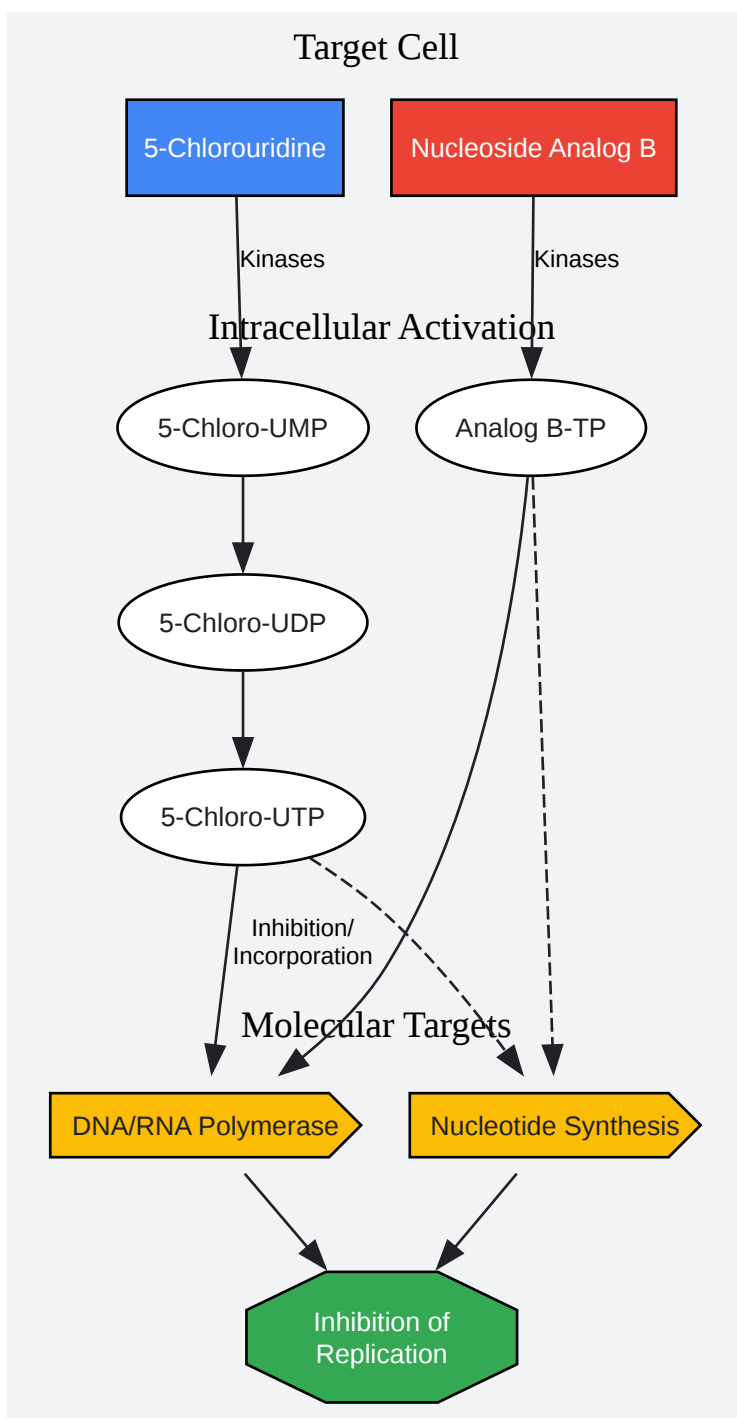 Target Cell
5-Chlorouridine
Nucleoside Analog B
Kinases
Kinases
Intracellular Activation
5-Chloro-UMP
Analog B-TP
5-Chloro-UDP
5-Chloro-UTP
Inhibition/
Incorporation
Molecular Targets
DNA/RNA Polymerase
Nucleotide Synthesis
Inhibition of
Replication